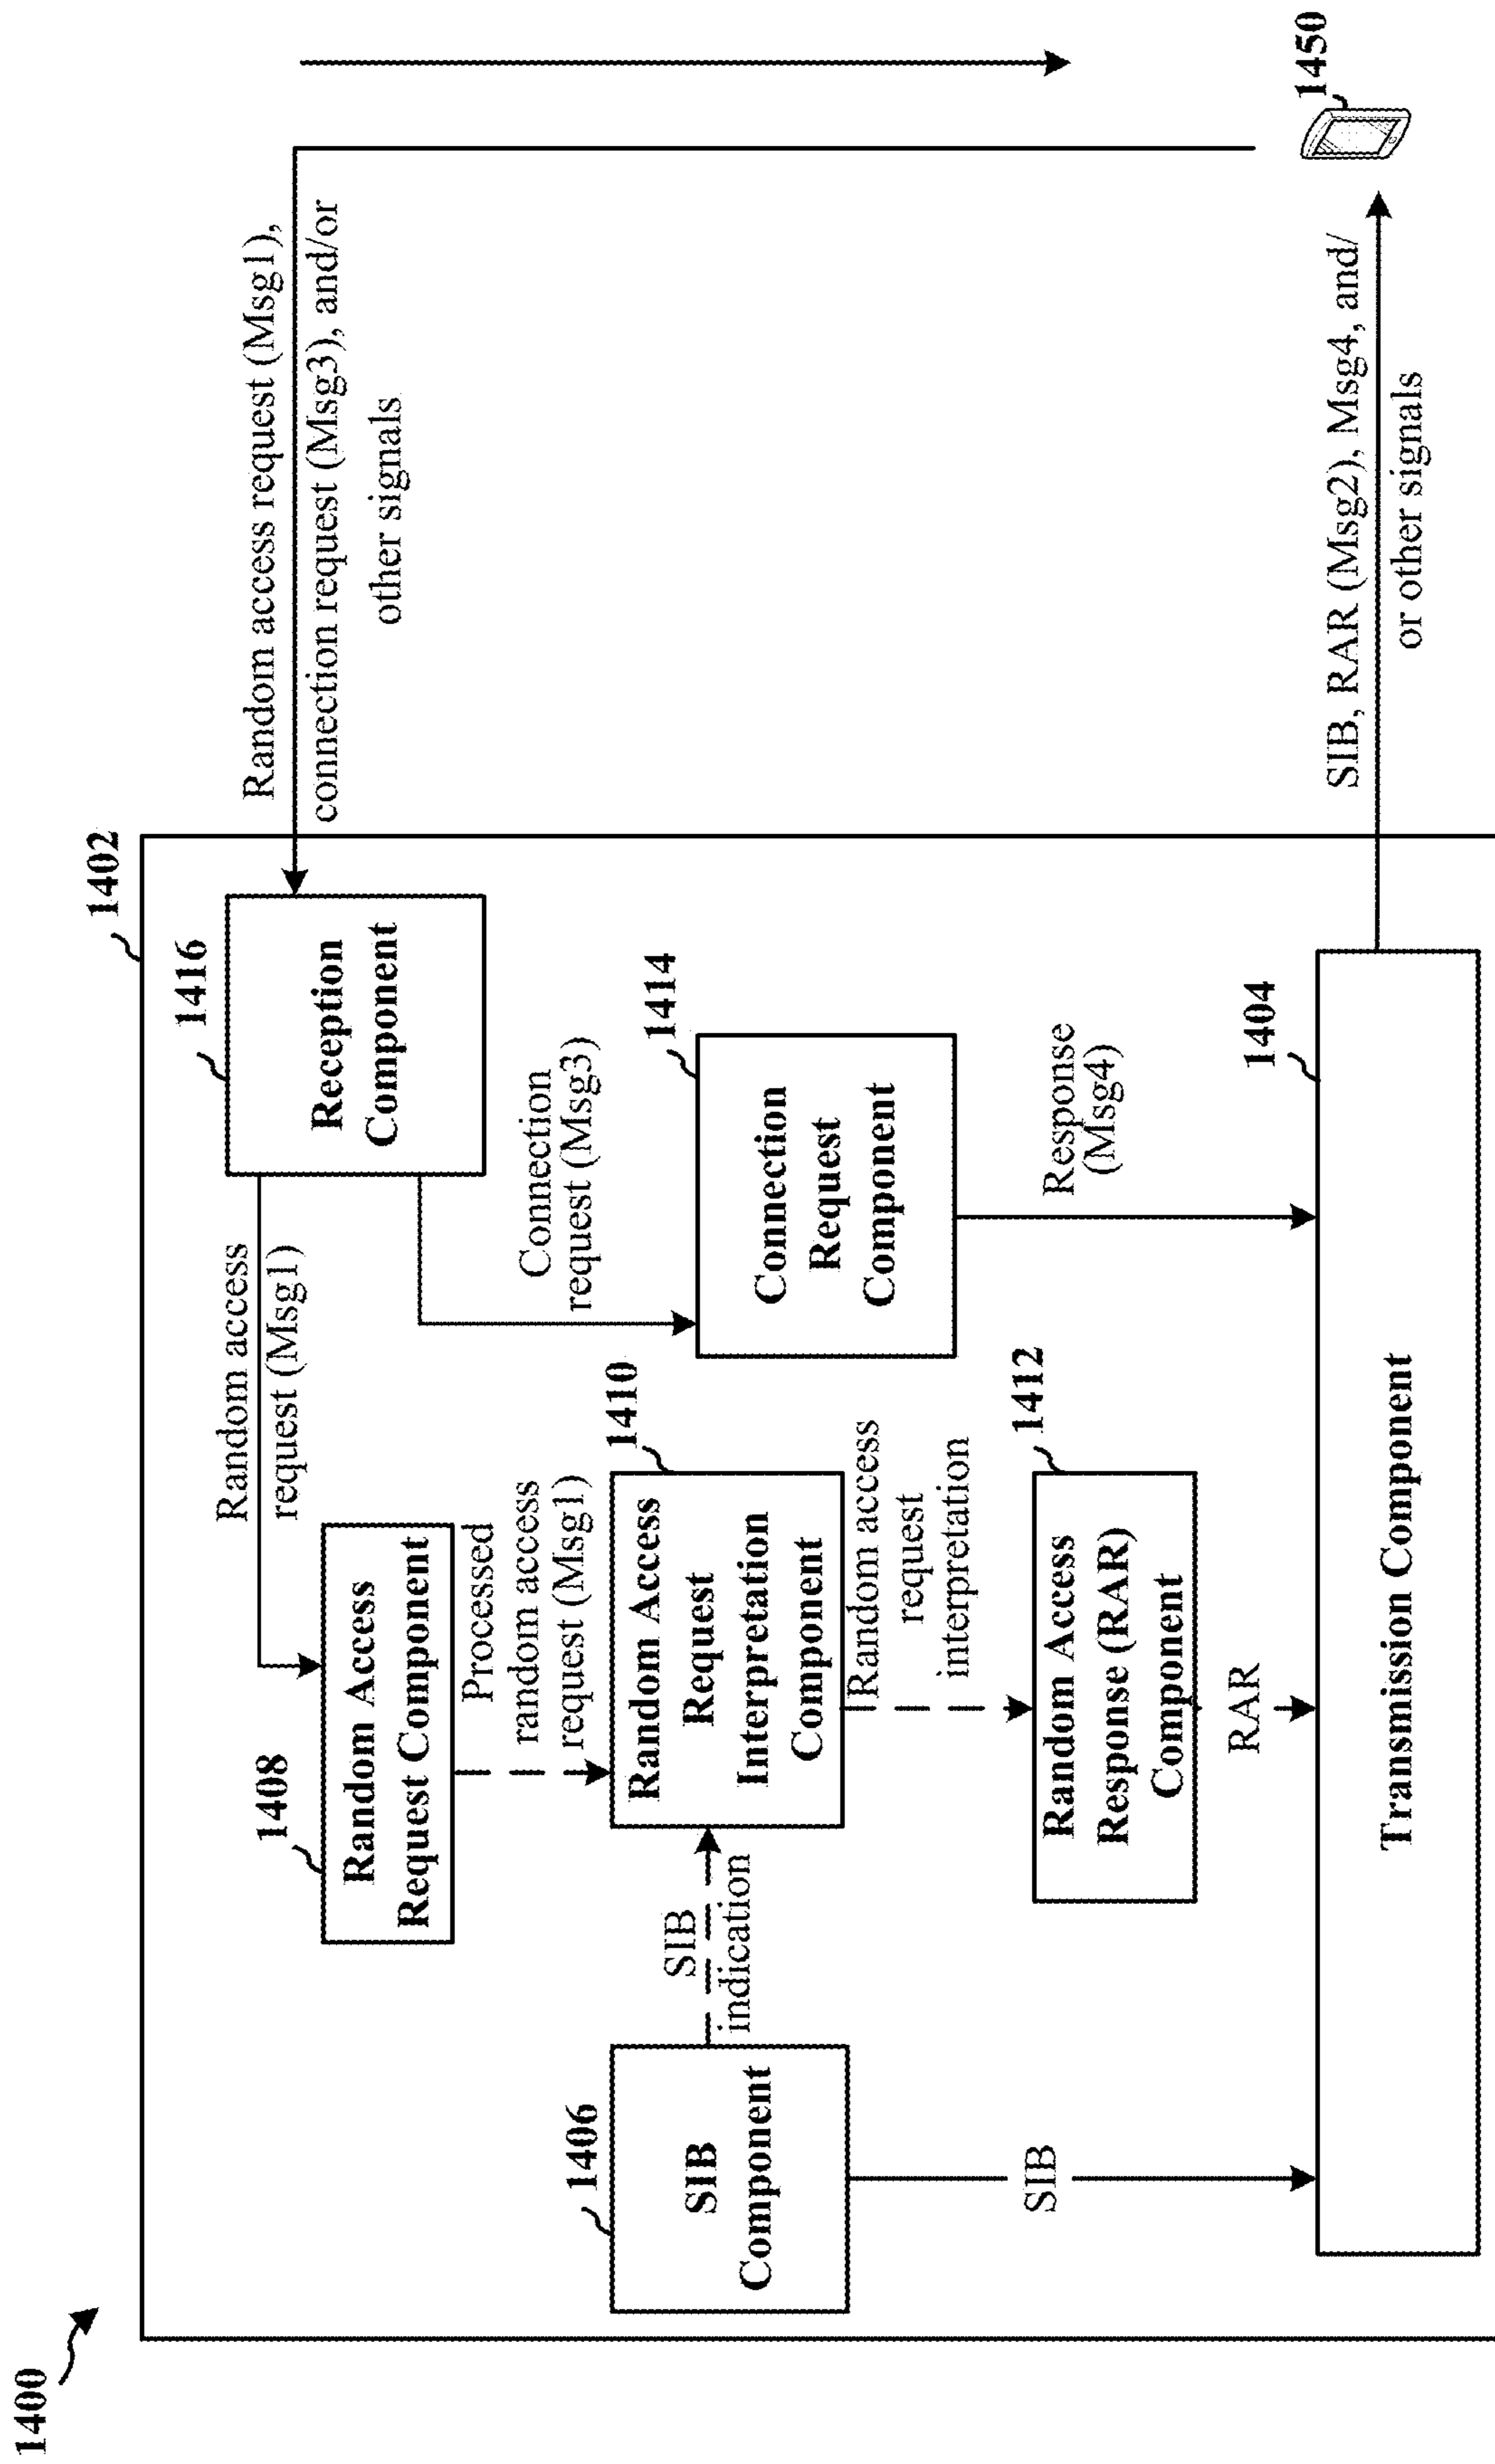 1400
1402
1416
Reception
Component
Random access request (Msg1),
connection request (Msg3), and/or
other signals
Random access
request (Msg1)
1408
Random Access
Request Component
Connection
request (Msg3)
Processed
random access
request (Msg1)
1406
SIB
Component
SIB
indication
1410
Random Access
Request
Interpretation
Component
1414
Connection
Request
Component
Random access
request
interpretation
1412
Random Access
Response (RAR)
Component
Response
(Msg4)
SIB
RAR
1404
Transmission Component
SIB, RAR (Msg2), Msg4, and/
or other signals
1450